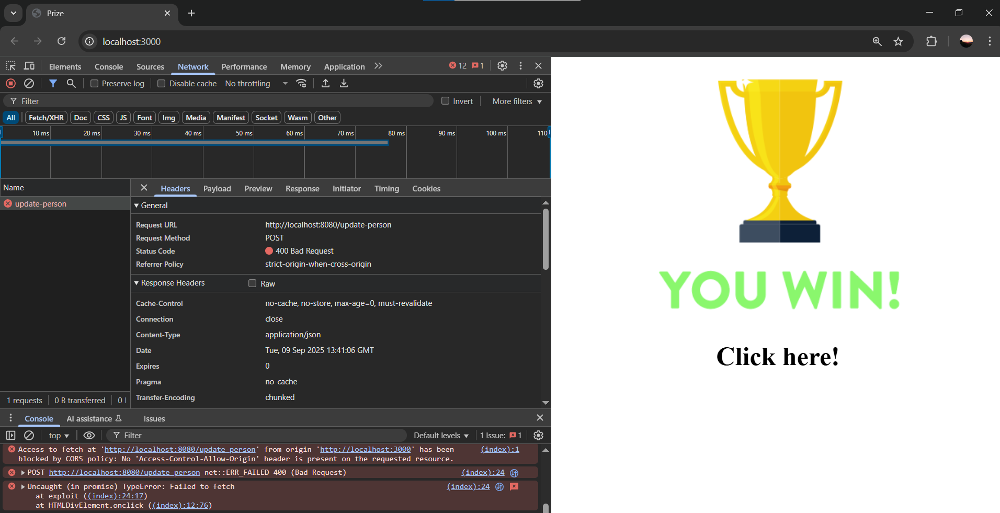 Prize
localhost:3000
Elements Console Sources Network Performance Memory Application 12 1
Preserve log Disable cache No throttling
Filter Invert More filters
All Fetch/XHR Doc CSS JS Font Img Media Manifest Socket Wasm Other
10 ms 20 ms 30 ms 40 ms 50 ms 60 ms 70 ms 80 ms 90 ms 100 ms 110
Name
update-person
1 requests 0 B transferred 0
Headers Payload Preview Response Initiator Timing Cookies
General
Request URL http://localhost:8080/update-person
Request Method POST
Status Code 400 Bad Request
Referrer Policy strict-origin-when-cross-origin
Response Headers Raw
Cache-Control no-cache, no-store, max-age=0, must-revalidate
Connection close
Content-Type application/json
Date Tue, 09 Sep 2025 13:41:06 GMT
Expires 0
Pragma no-cache
Transfer-Encoding chunked
Console AI assistance Issues
top Filter Default levels 1 Issue: 1
Access to fetch at 'http://localhost:8080/update-person' from origin 'http://localhost:3000' has been (index):1
blocked by CORS policy: No 'Access-Control-Allow-Origin' header is present on the requested resource.
POST http://localhost:8080/update-person net::ERR_FAILED 400 (Bad Request) (index):24
Uncaught (in promise) TypeError: Failed to fetch (index):24
at exploit ((index):24:17)
at HTMLDivElement.onclick ((index):12:76)
YOU WIN!
Click here!